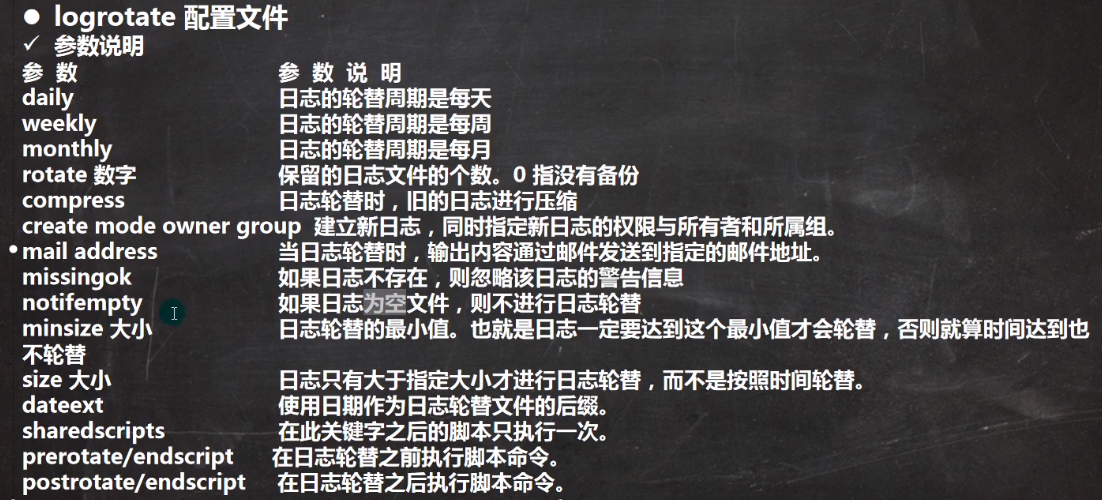 ● logrotate 配置文件
✓ 参数说明
参 数 参 数 说 明
daily 日志的轮替周期是每天
weekly 日志的轮替周期是每周
monthly 日志的轮替周期是每月
rotate 数字 保留的日志文件的个数。0 指没有备份
compress 日志轮替时，旧的日志进行压缩
create mode owner group 建立新日志，同时指定新日志的权限与所有者和所属组。
●mail address 当日志轮替时，输出内容通过邮件发送到指定的邮件地址。
missingok 如果日志不存在，则忽略该日志的警告信息
notifempty 如果日志为空文件，则不进行日志轮替
minsize 大小 日志轮替的最小值。也就是日志一定要达到这个最小值才会轮替，否则就算时间达到也
不轮替
size 大小 日志只有大于指定大小才进行日志轮替，而不是按照时间轮替。
dateext 使用日期作为日志轮替文件的后缀。
sharedscripts 在此关键字之后的脚本只执行一次。
prerotate/endscript 在日志轮替之前执行脚本命令。
postrotate/endscript 在日志轮替之后执行脚本命令。